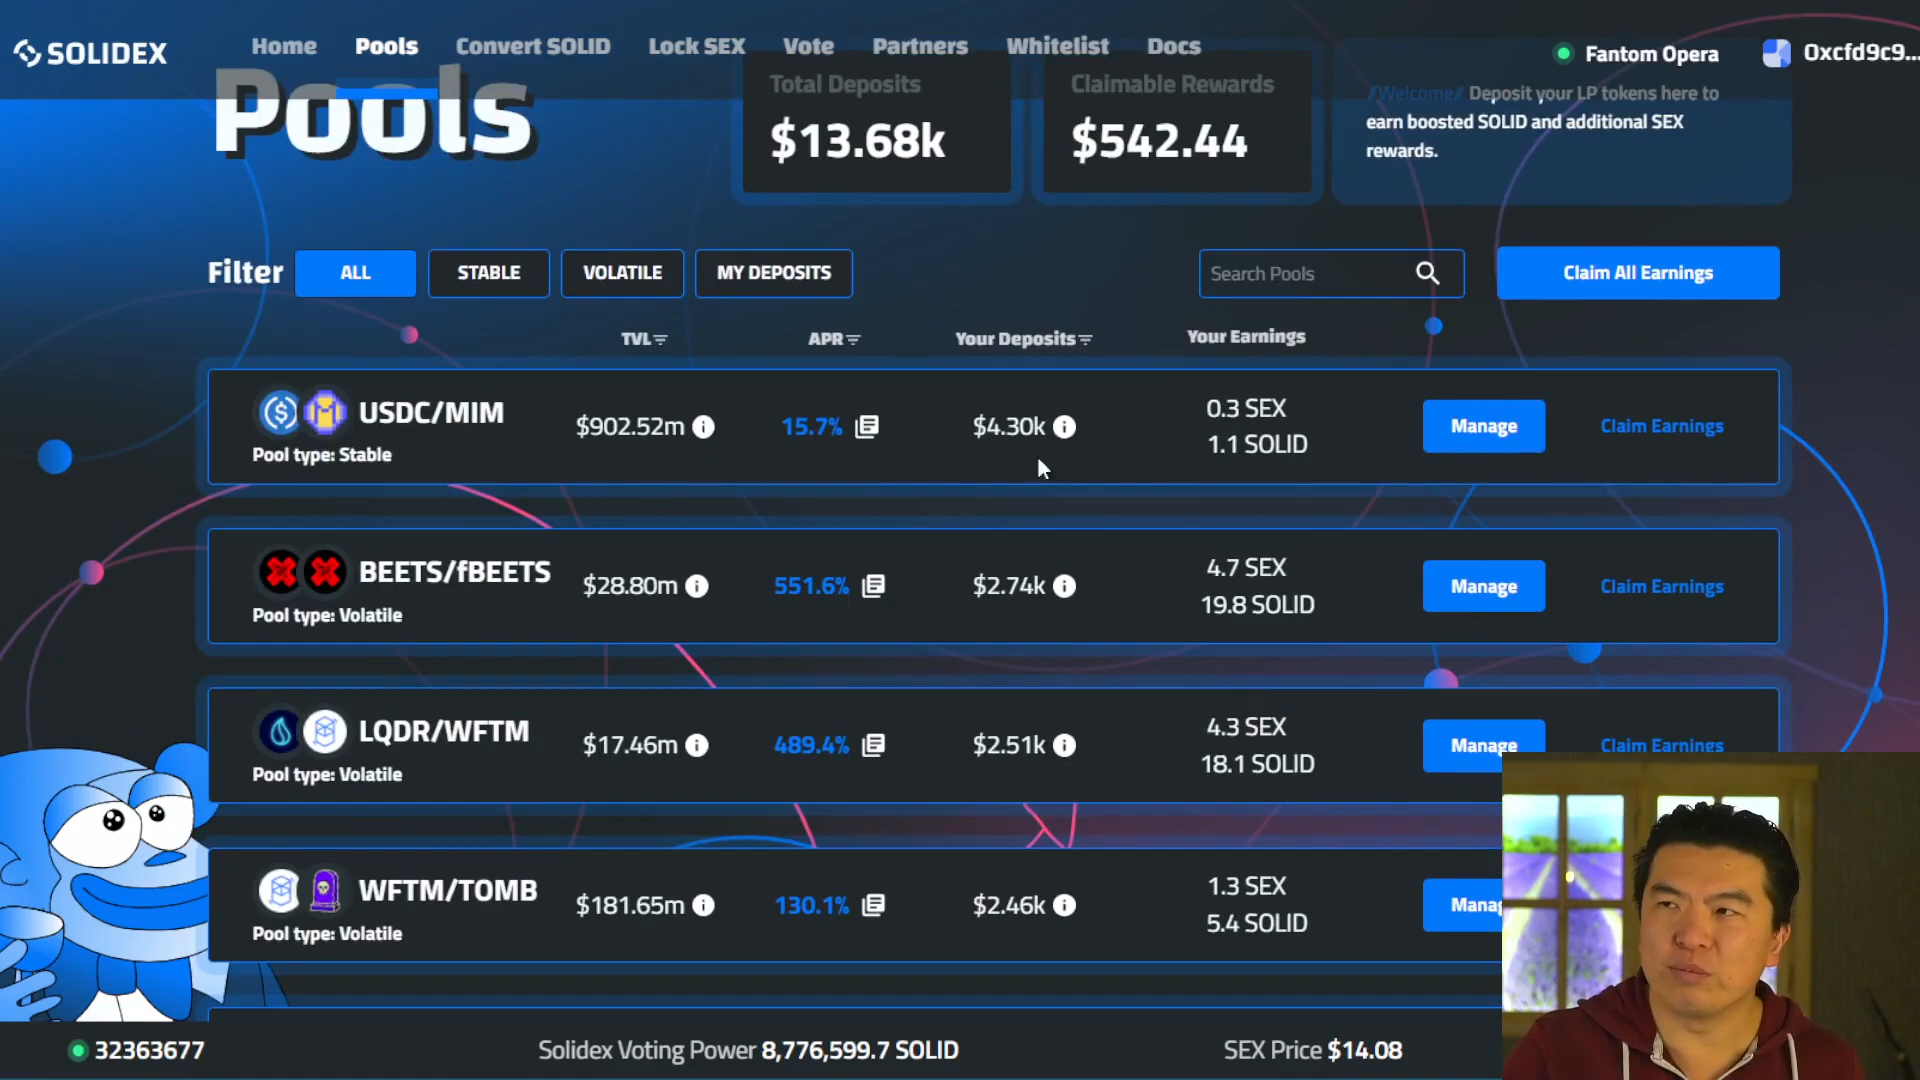 SOLIDEX
Home Pools Convert SOLID Lock SEX Vote Partners Whitelist Docs
Fantom Opera
0xcfd9c9...
Pools
Total Deposits
$13.68k
Claimable Rewards
$542.44
//Welcome// Deposit your LP tokens here to
earn boosted SOLID and additional SEX
rewards.
Filter ALL STABLE VOLATILE MY DEPOSITS
Search Pools
Claim All Earnings
TVL APR Your Deposits Your Earnings
USDC/MIM
Pool type: Stable
$902.52m 15.7% $4.30k
0.3 SEX
1.1 SOLID
Manage Claim Earnings
BEETS/fBEETS
Pool type: Volatile
$28.80m 551.6% $2.74k
4.7 SEX
19.8 SOLID
Manage Claim Earnings
LQDR/WFTM
Pool type: Volatile
$17.46m 489.4% $2.51k
4.3 SEX
18.1 SOLID
Manage Claim Earnings
WFTM/TOMB
Pool type: Volatile
$181.65m 130.1% $2.46k
1.3 SEX
5.4 SOLID
Manag
32363677
Solidex Voting Power 8,776,599.7 SOLID
SEX Price $14.08